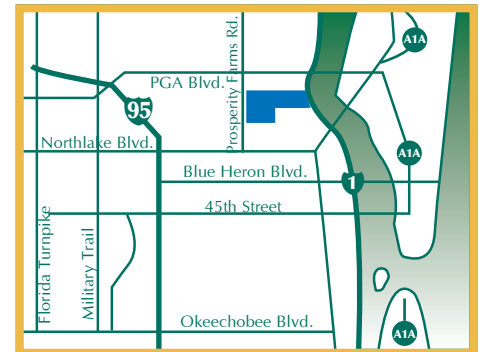 A1A
Prosperity Farms Rd.
PGA Blvd.
95
Northlake Blvd.
A1A
Blue Heron Blvd.
1
45th Street
Florida Turnpike
Military Trail
Okeechobee Blvd.
A1A